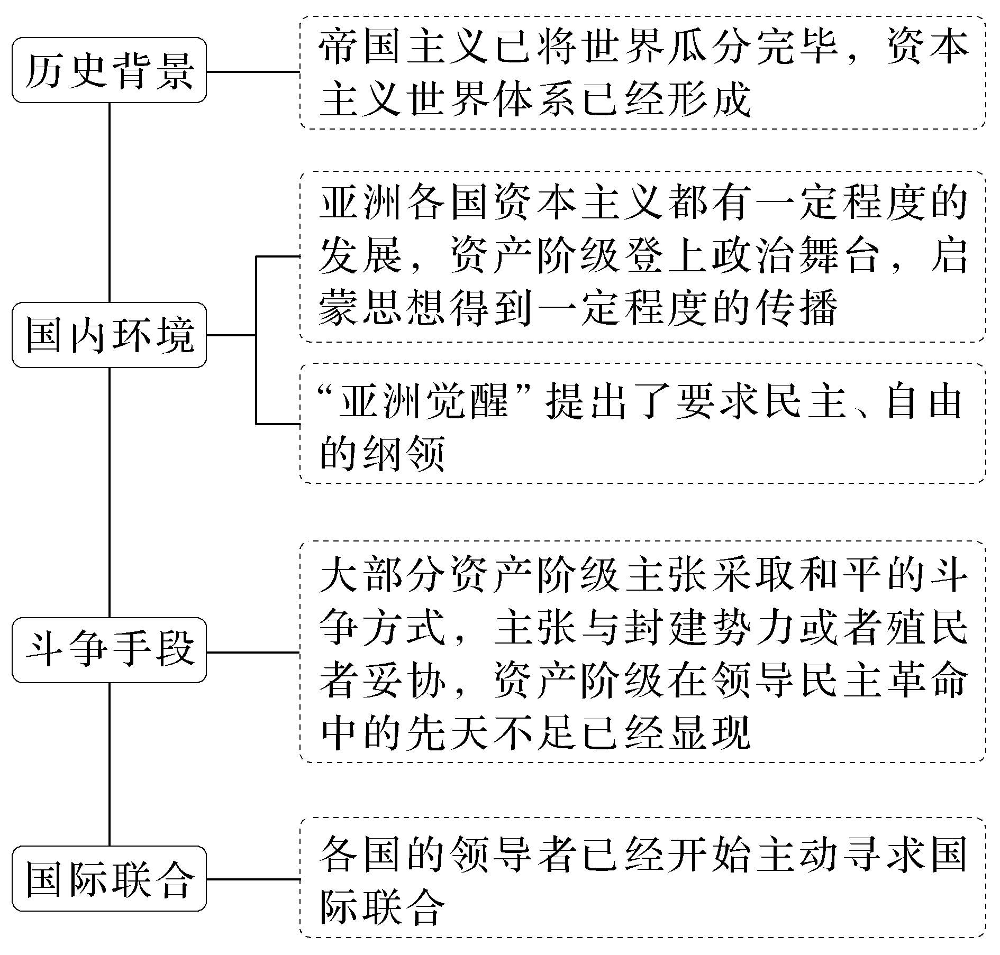 历史背景
帝国主义已将世界瓜分完毕，资本
主义世界体系已经形成
国内环境
亚洲各国资本主义都有一定程度的
发展，资产阶级登上政治舞台，启
蒙思想得到一定程度的传播
“亚洲觉醒”提出了要求民主、自由
的纲领
斗争手段
大部分资产阶级主张采取和平的斗
争方式，主张与封建势力或者殖民
者妥协，资产阶级在领导民主革命
中的先天不足已经显现
国际联合
各国的领导者已经开始主动寻求国
际联合